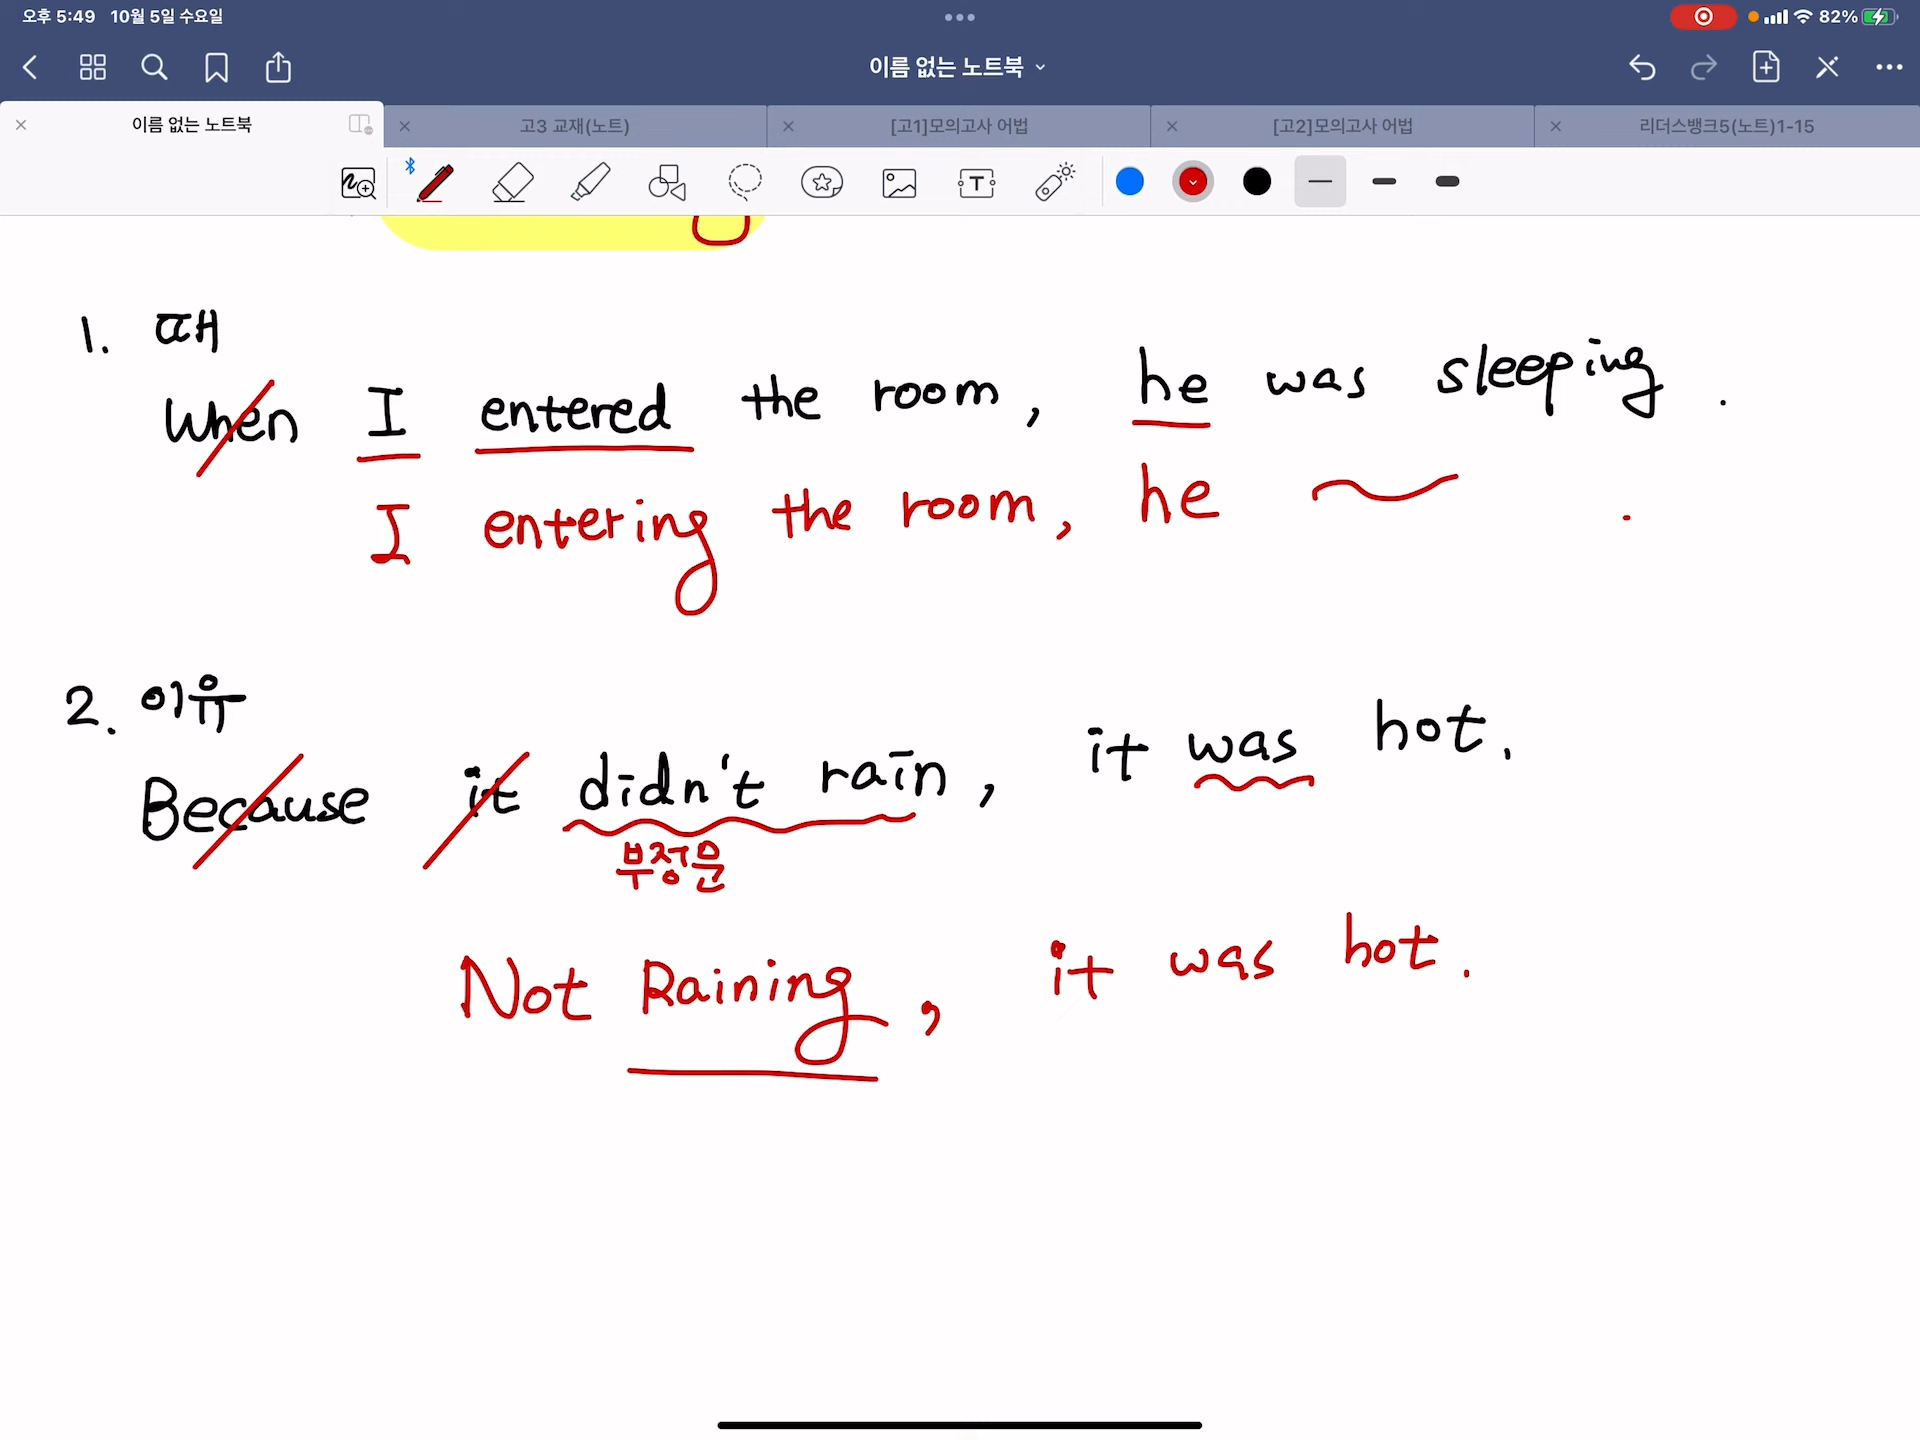 오후 5:49 10월 5일 수요일
82%
이름 없는 노트북
이름 없는 노트북
고3 교재(노트)
[고1]모의고사 어법
[고2]모의고사 어법
리더스뱅크5(노트)1-15
1. 때
When I entered the room, he was sleeping.
I entering the room, he .
2. 이유
Because it didn't rain, it was hot.
부정문
Not Raining, it was hot.